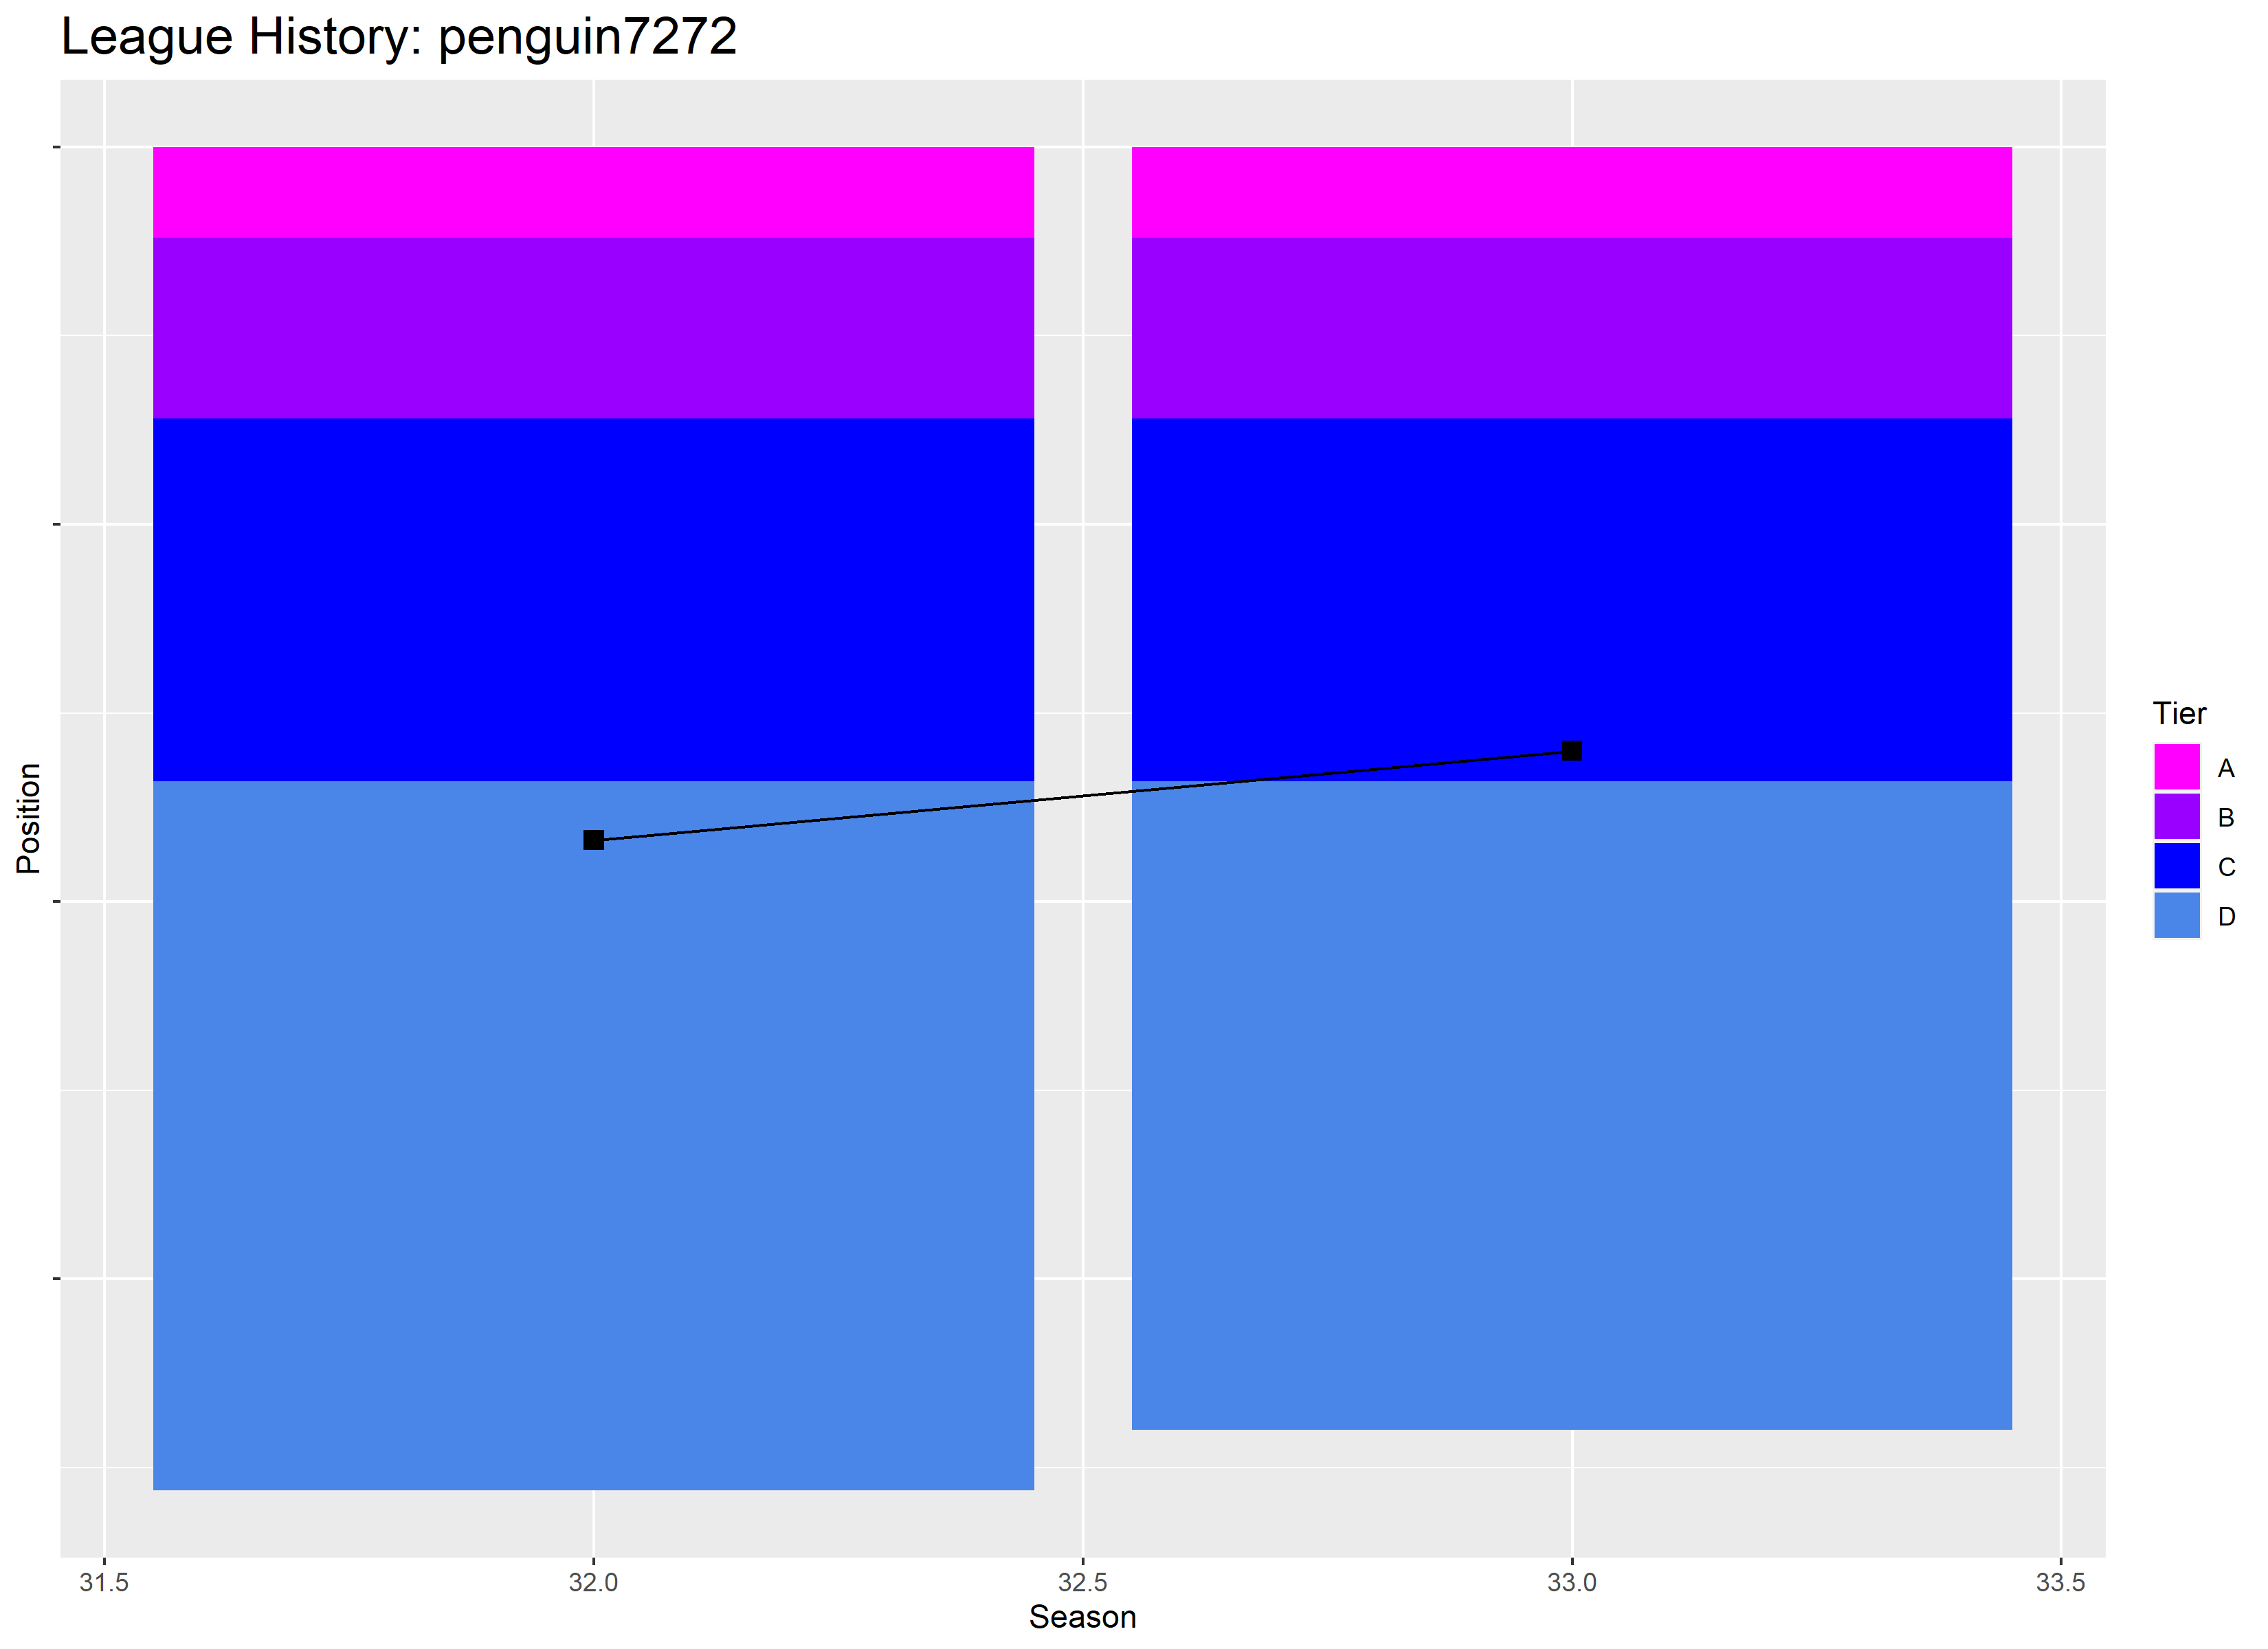 League History: penguin7272
Position
Tier
A
B
C
D
31.5
32.0
32.5
33.0
33.5
Season